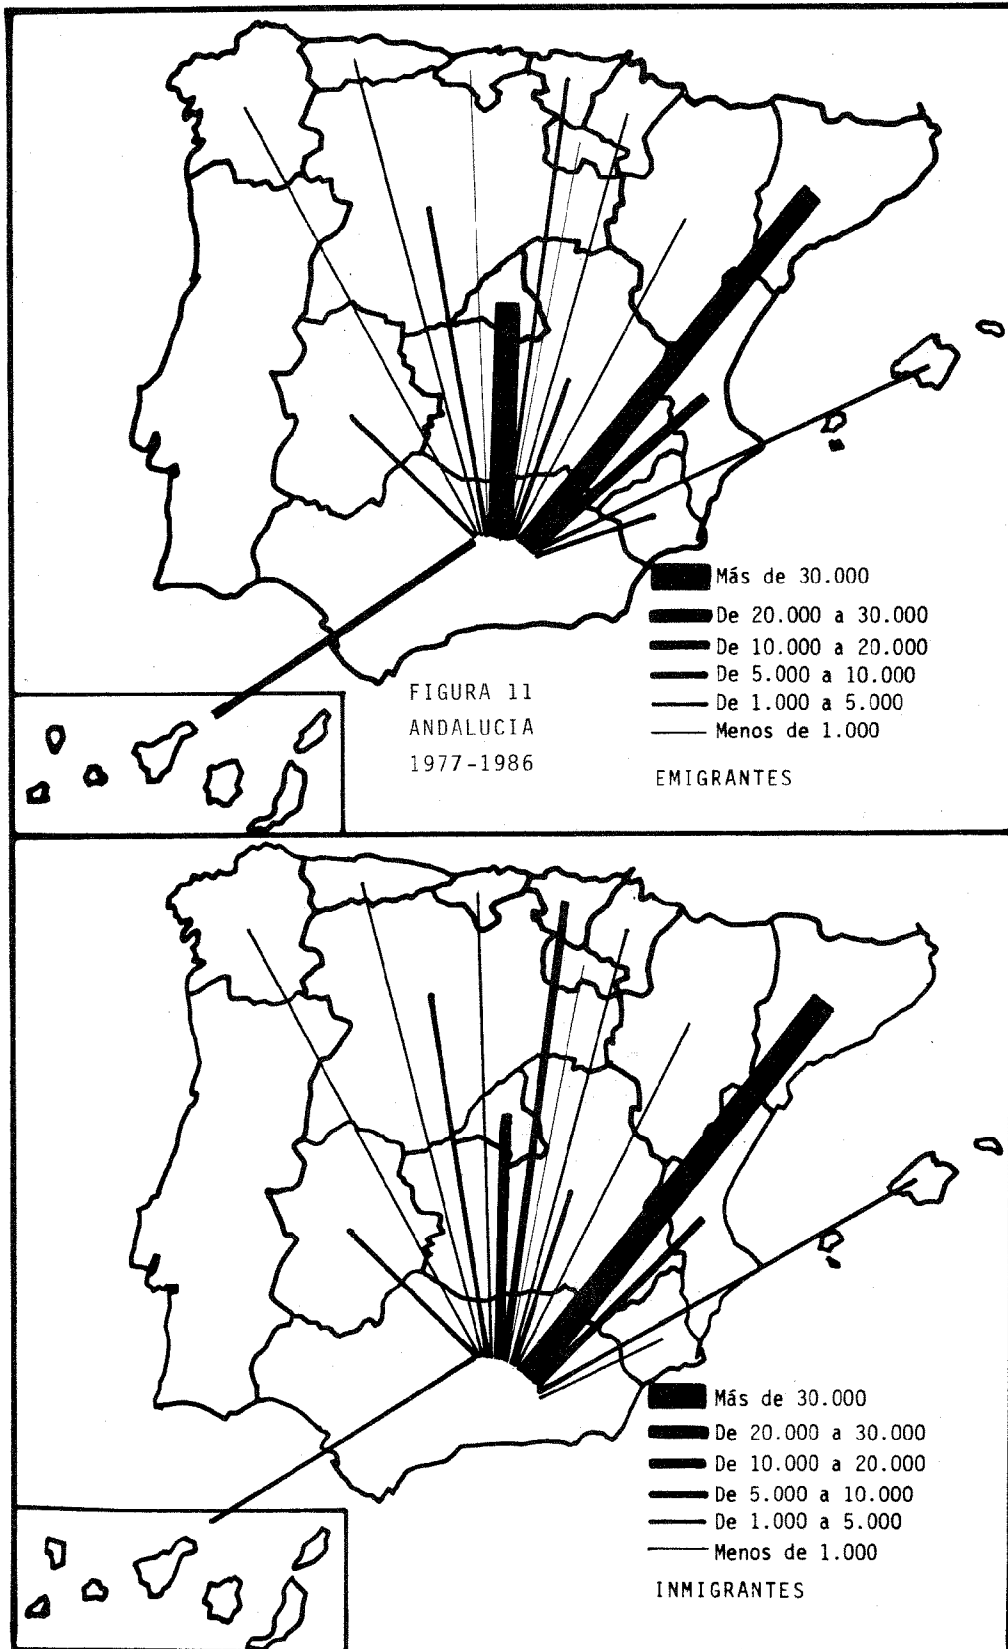 Más de 30.000
De 20.000 a 30.000
De 10.000 a 20.000
De 5.000 a 10.000
De 1.000 a 5.000
Menos de 1.000
FIGURA 11
ANDALUCIA
1977-1986
EMIGRANTES
Más de 30.000
De 20.000 a 30.000
De 10.000 a 20.000
De 5.000 a 10.000
De 1.000 a 5.000
Menos de 1.000
INMIGRANTES